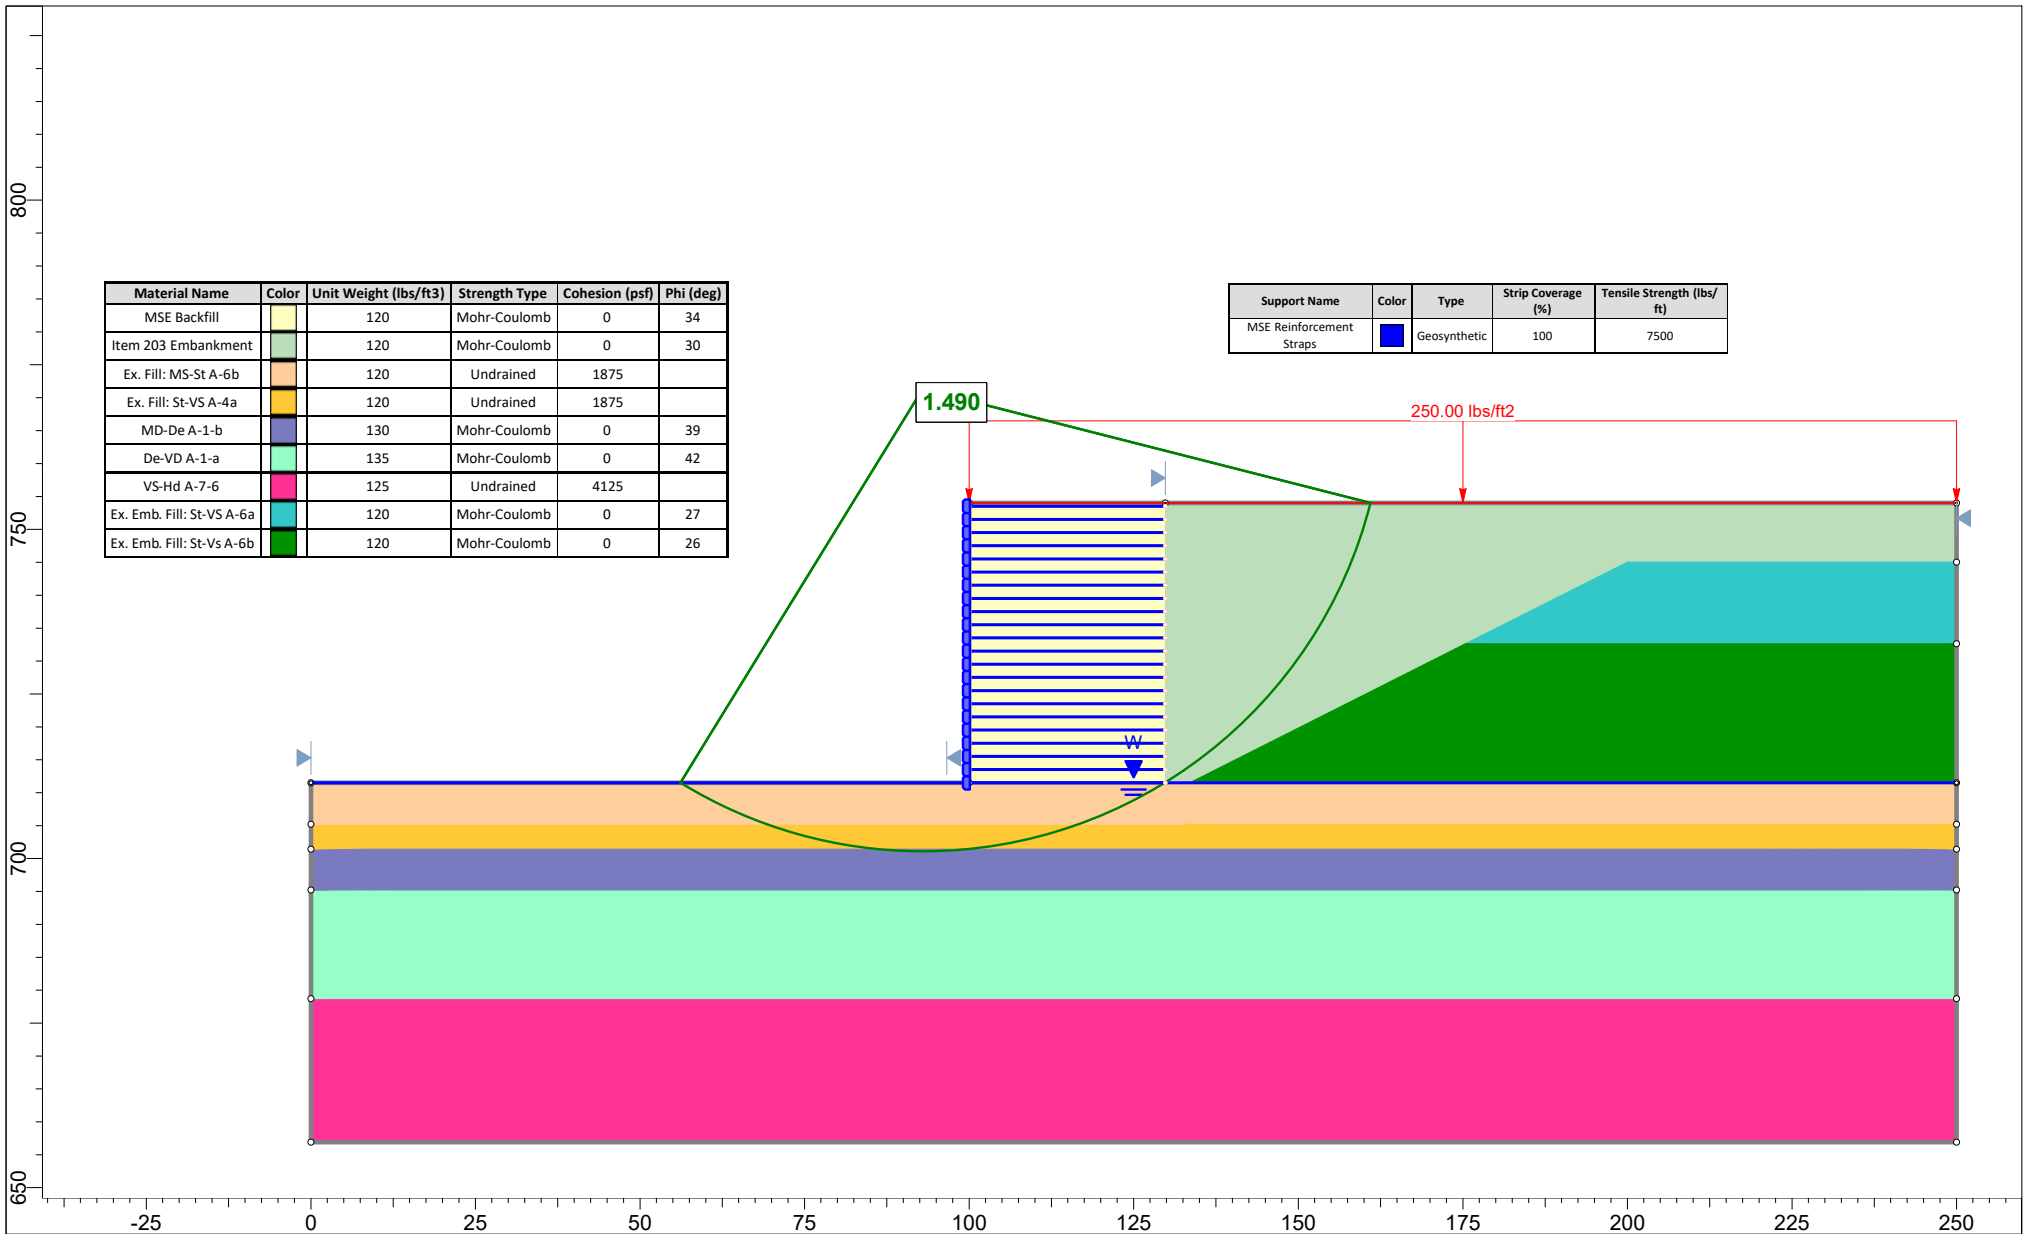 Material Name Color Unit Weight (lbs/ft3) Strength Type Cohesion (psf) Phi (deg)
MSE Backfill 120 Mohr-Coulomb 0 34
Item 203 Embankment 120 Mohr-Coulomb 0 30
Ex. Fill: MS-St A-6b 120 Undrained 1875
Ex. Fill: St-VS A-4a 120 Undrained 1875
MD-De A-1-b 130 Mohr-Coulomb 0 39
De-VD A-1-a 135 Mohr-Coulomb 0 42
VS-Hd A-7-6 125 Undrained 4125
Ex. Emb. Fill: St-VS A-6a 120 Mohr-Coulomb 0 27
Ex. Emb. Fill: St-Vs A-6b 120 Mohr-Coulomb 0 26
Support Name Color Type Strip Coverage (%) Tensile Strength (lbs/ft)
MSE Reinforcement Straps Geosynthetic 100 7500
1.490
250.00 lbs/ft2
W
800
750
700
650
-25 0 25 50 75 100 125 150 175 200 225 250